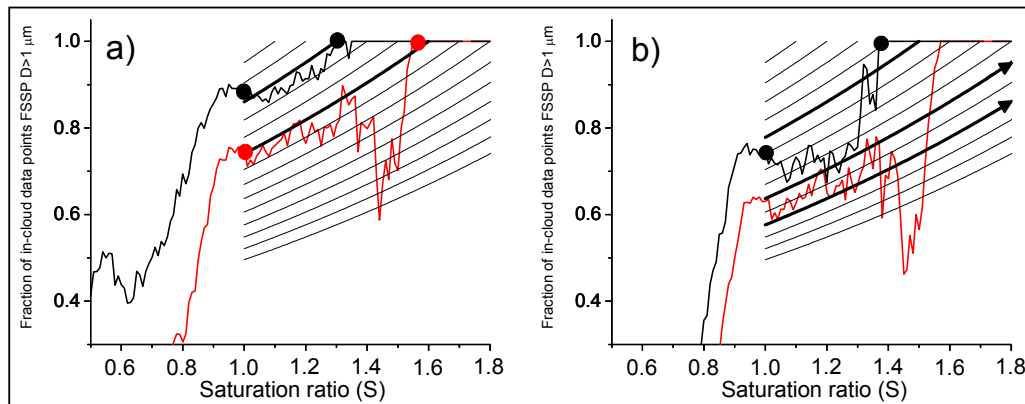 a)
Fraction of in-cloud data points FSSP D>1 μm
1.0
0.8
0.6
0.4
0.6 0.8 1.0 1.2 1.4 1.6 1.8
Saturation ratio (S)
b)
Fraction of in-cloud data points FSSP D>1 μm
1.0
0.8
0.6
0.4
0.6 0.8 1.0 1.2 1.4 1.6 1.8
Saturation ratio (S)